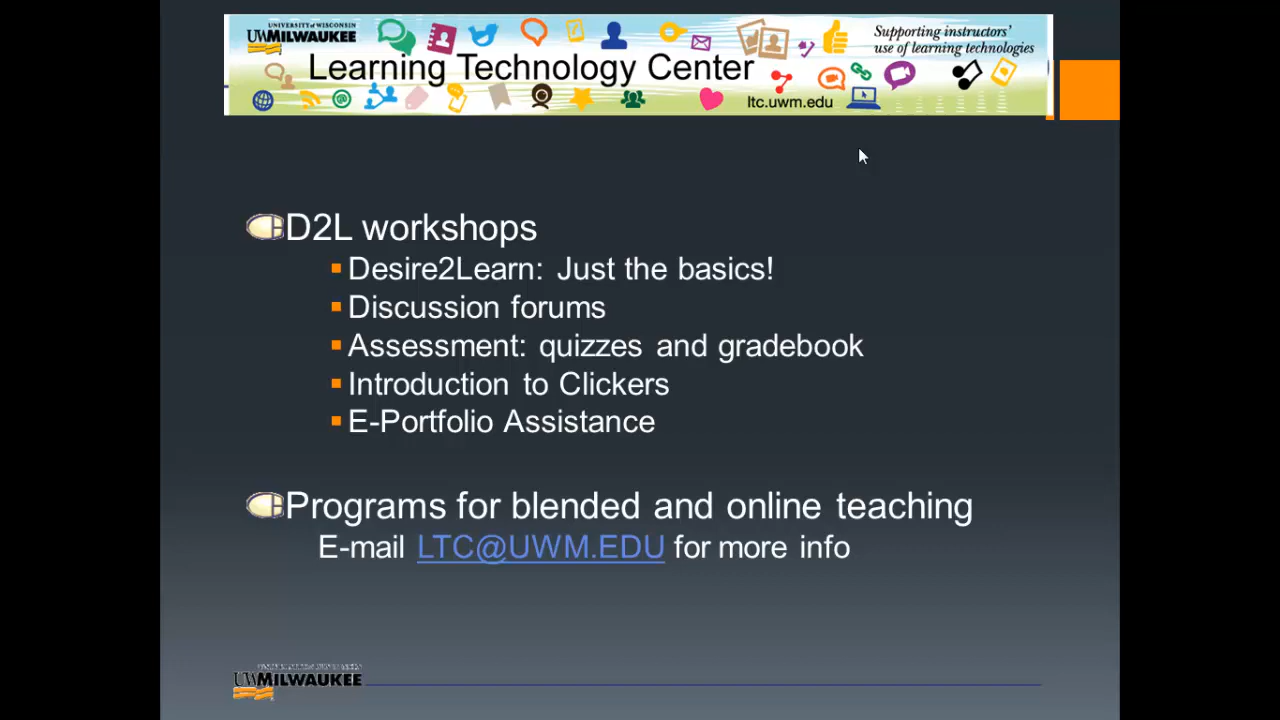 UNIVERSITY of WISCONSIN
UWMILWAUKEE
Supporting instructors'
use of learning technologies
Learning Technology Center
ltc.uwm.edu
D2L workshops
Desire2Learn: Just the basics!
Discussion forums
Assessment: quizzes and gradebook
Introduction to Clickers
E-Portfolio Assistance
Programs for blended and online teaching
E-mail LTC@UWM.EDU for more info
UWMILWAUKEE